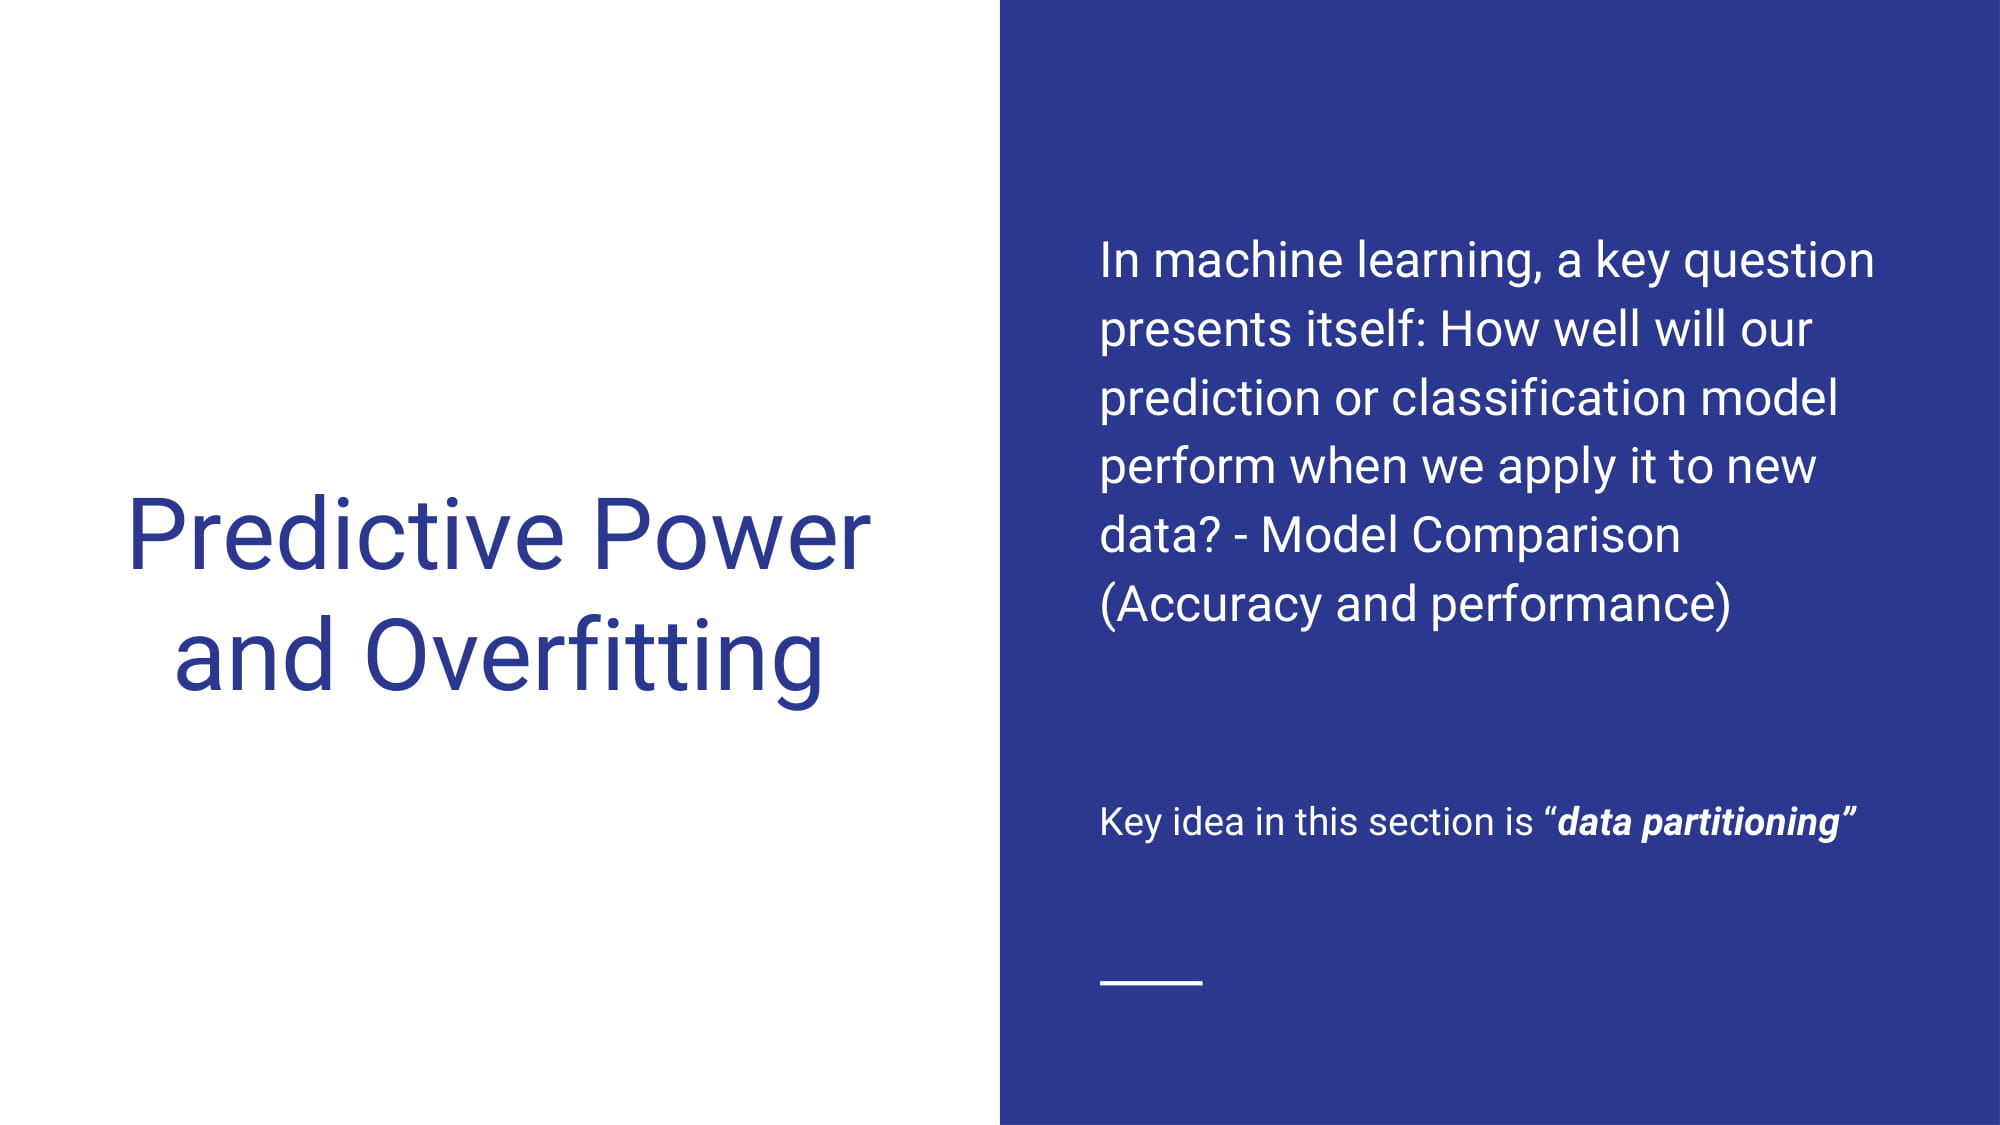 Predictive Power
and Overfitting
In machine learning, a key question
presents itself: How well will our
prediction or classification model
perform when we apply it to new
data? - Model Comparison
(Accuracy and performance)
Key idea in this section is “data partitioning”